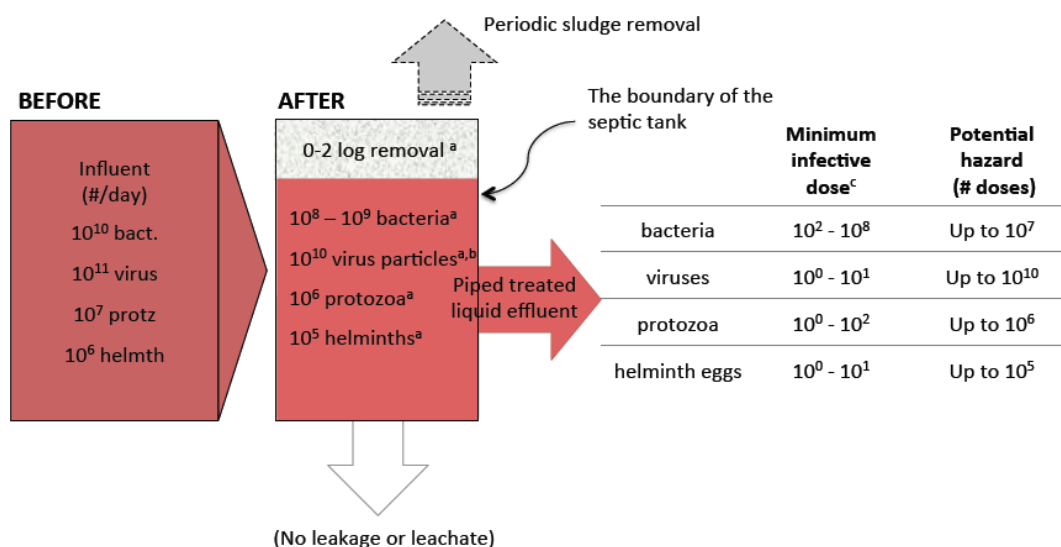 Periodic sludge removal
BEFORE
AFTER
The boundary of the
septic tank
Influent
(#/day)
10¹⁰ bact.
10¹¹ virus
10⁷ protz
10⁶ helmth
0-2 log removal ᵃ
10⁸ – 10⁹ bacteriaᵃ
10¹⁰ virus particlesᵃ,ᵇ
10⁶ protozoaᵃ
10⁵ helminthsᵃ
Piped treated
liquid effluent
(No leakage or leachate)
Minimum
infective
doseᶜ
Potential
hazard
(# doses)
bacteria 10² - 10⁸ Up to 10⁷
viruses 10⁰ - 10¹ Up to 10¹⁰
protozoa 10⁰ - 10² Up to 10⁶
helminth eggs 10⁰ - 10¹ Up to 10⁵